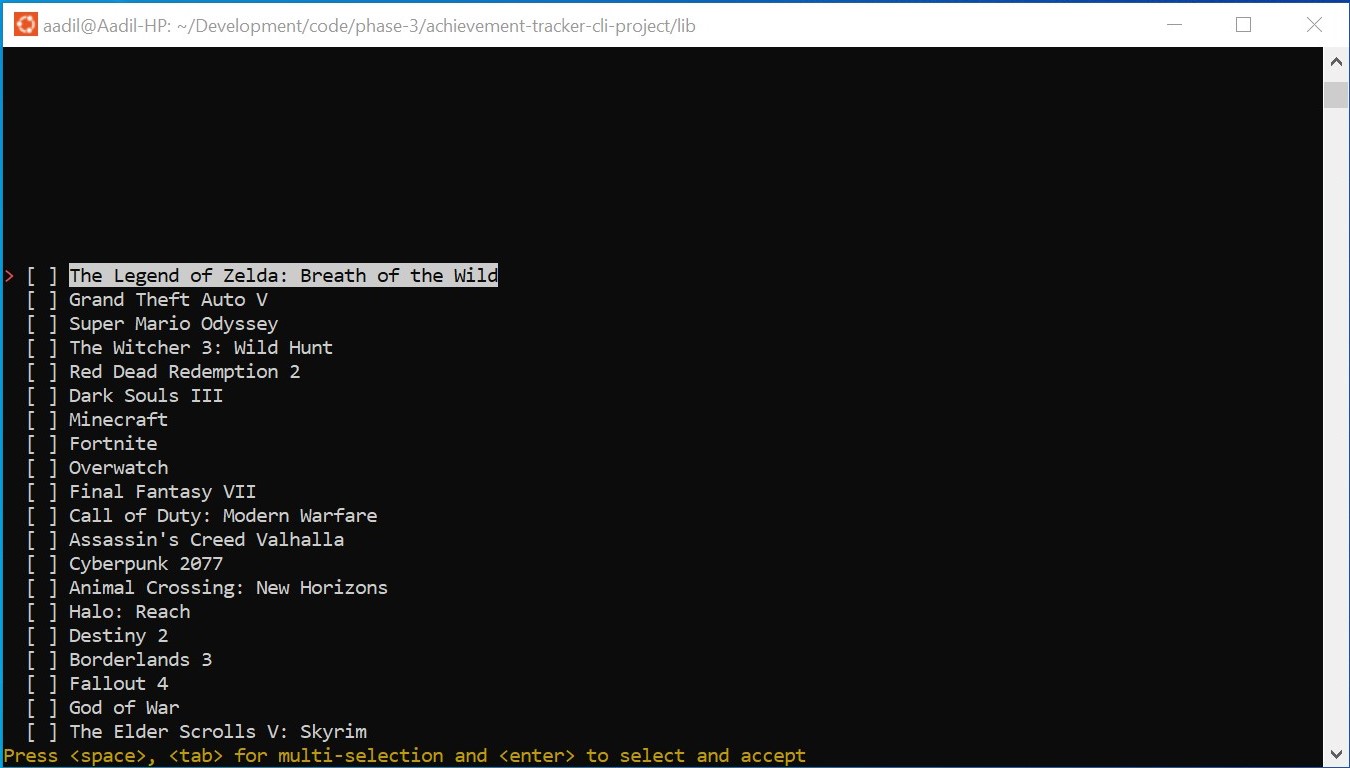 aadil@Aadil-HP: ~/Development/code/phase-3/achievement-tracker-cli-project/lib
> [ ] The Legend of Zelda: Breath of the Wild
[ ] Grand Theft Auto V
[ ] Super Mario Odyssey
[ ] The Witcher 3: Wild Hunt
[ ] Red Dead Redemption 2
[ ] Dark Souls III
[ ] Minecraft
[ ] Fortnite
[ ] Overwatch
[ ] Final Fantasy VII
[ ] Call of Duty: Modern Warfare
[ ] Assassin's Creed Valhalla
[ ] Cyberpunk 2077
[ ] Animal Crossing: New Horizons
[ ] Halo: Reach
[ ] Destiny 2
[ ] Borderlands 3
[ ] Fallout 4
[ ] God of War
[ ] The Elder Scrolls V: Skyrim
Press <space>, <tab> for multi-selection and <enter> to select and accept